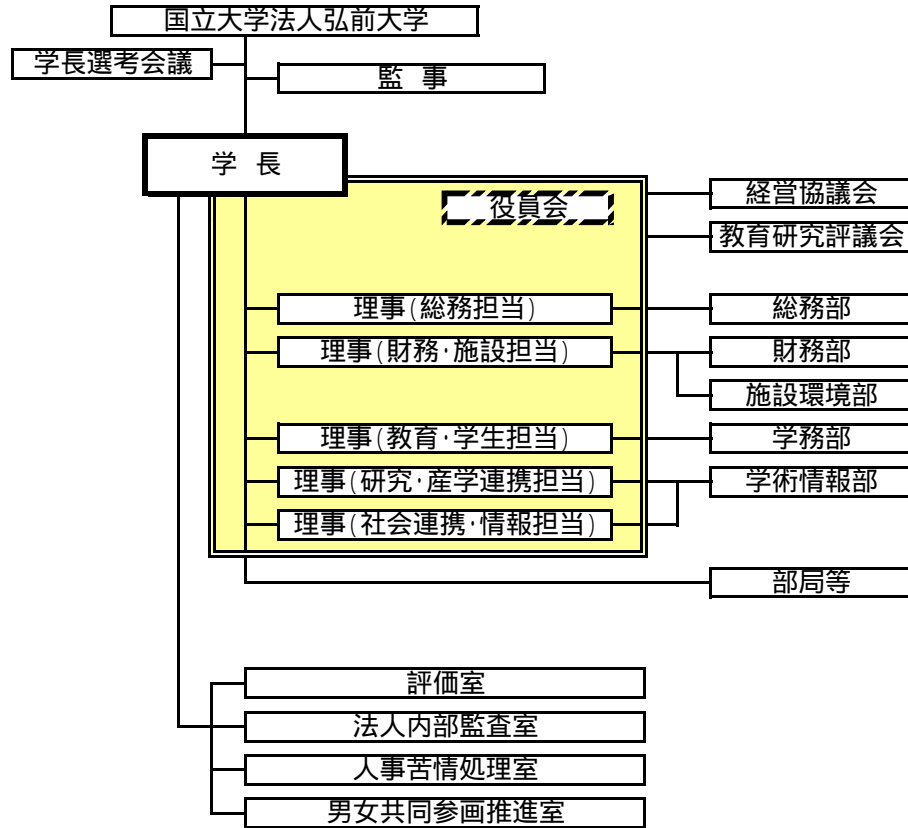 国立大学法人弘前大学
学長選考会議
監 事
学 長
役員会
経営協議会
教育研究評議会
理事(総務担当)
総務部
理事(財務・施設担当)
財務部
施設環境部
理事(教育・学生担当)
学務部
理事(研究・産学連携担当)
学術情報部
理事(社会連携・情報担当)
部局等
評価室
法人内部監査室
人事苦情処理室
男女共同参画推進室